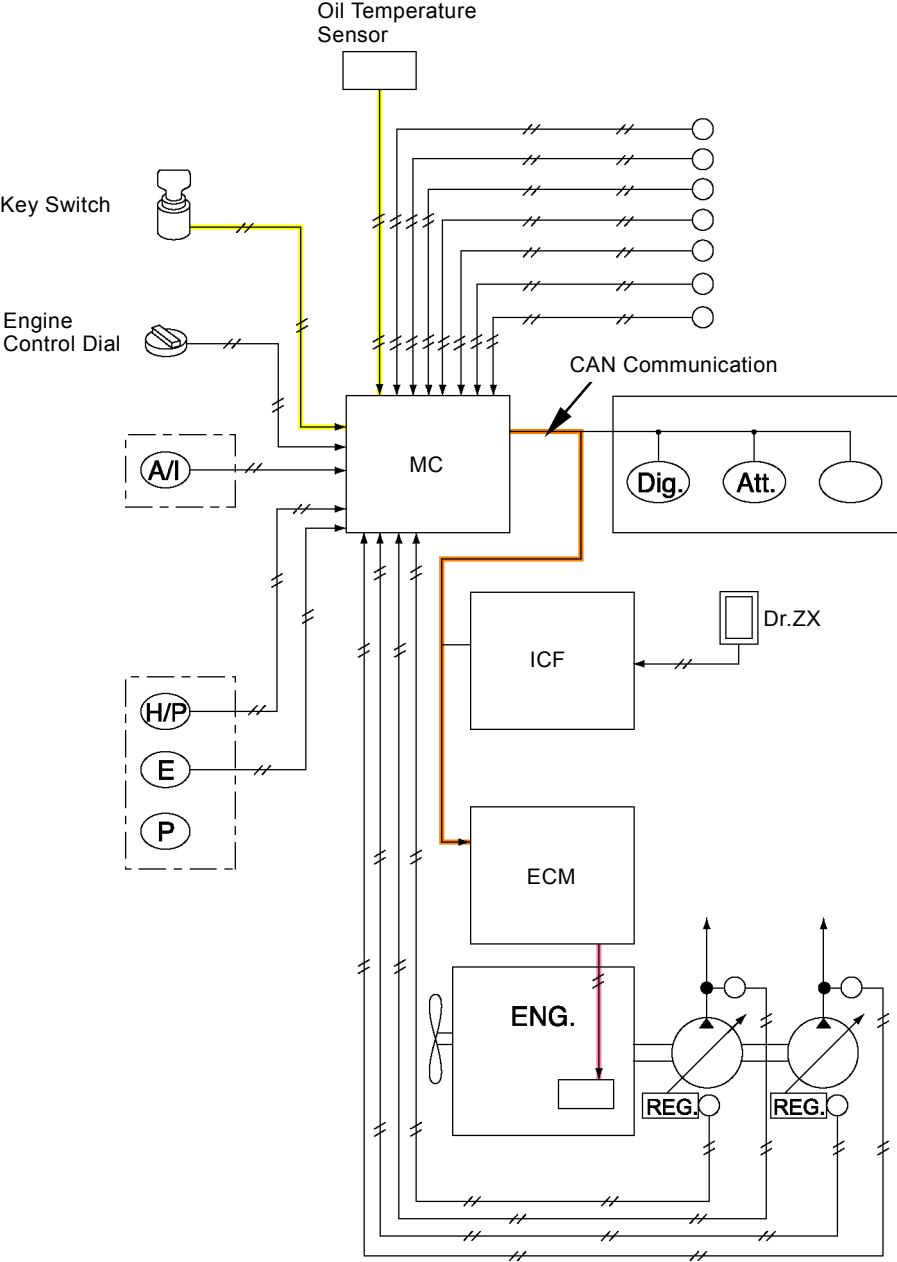 Oil Temperature
Sensor
Key Switch
Engine
Control Dial
CAN Communication
A/I
MC
Dig.
Att.
ICF
Dr.ZX
H/P
E
P
ECM
ENG.
REG.
REG.